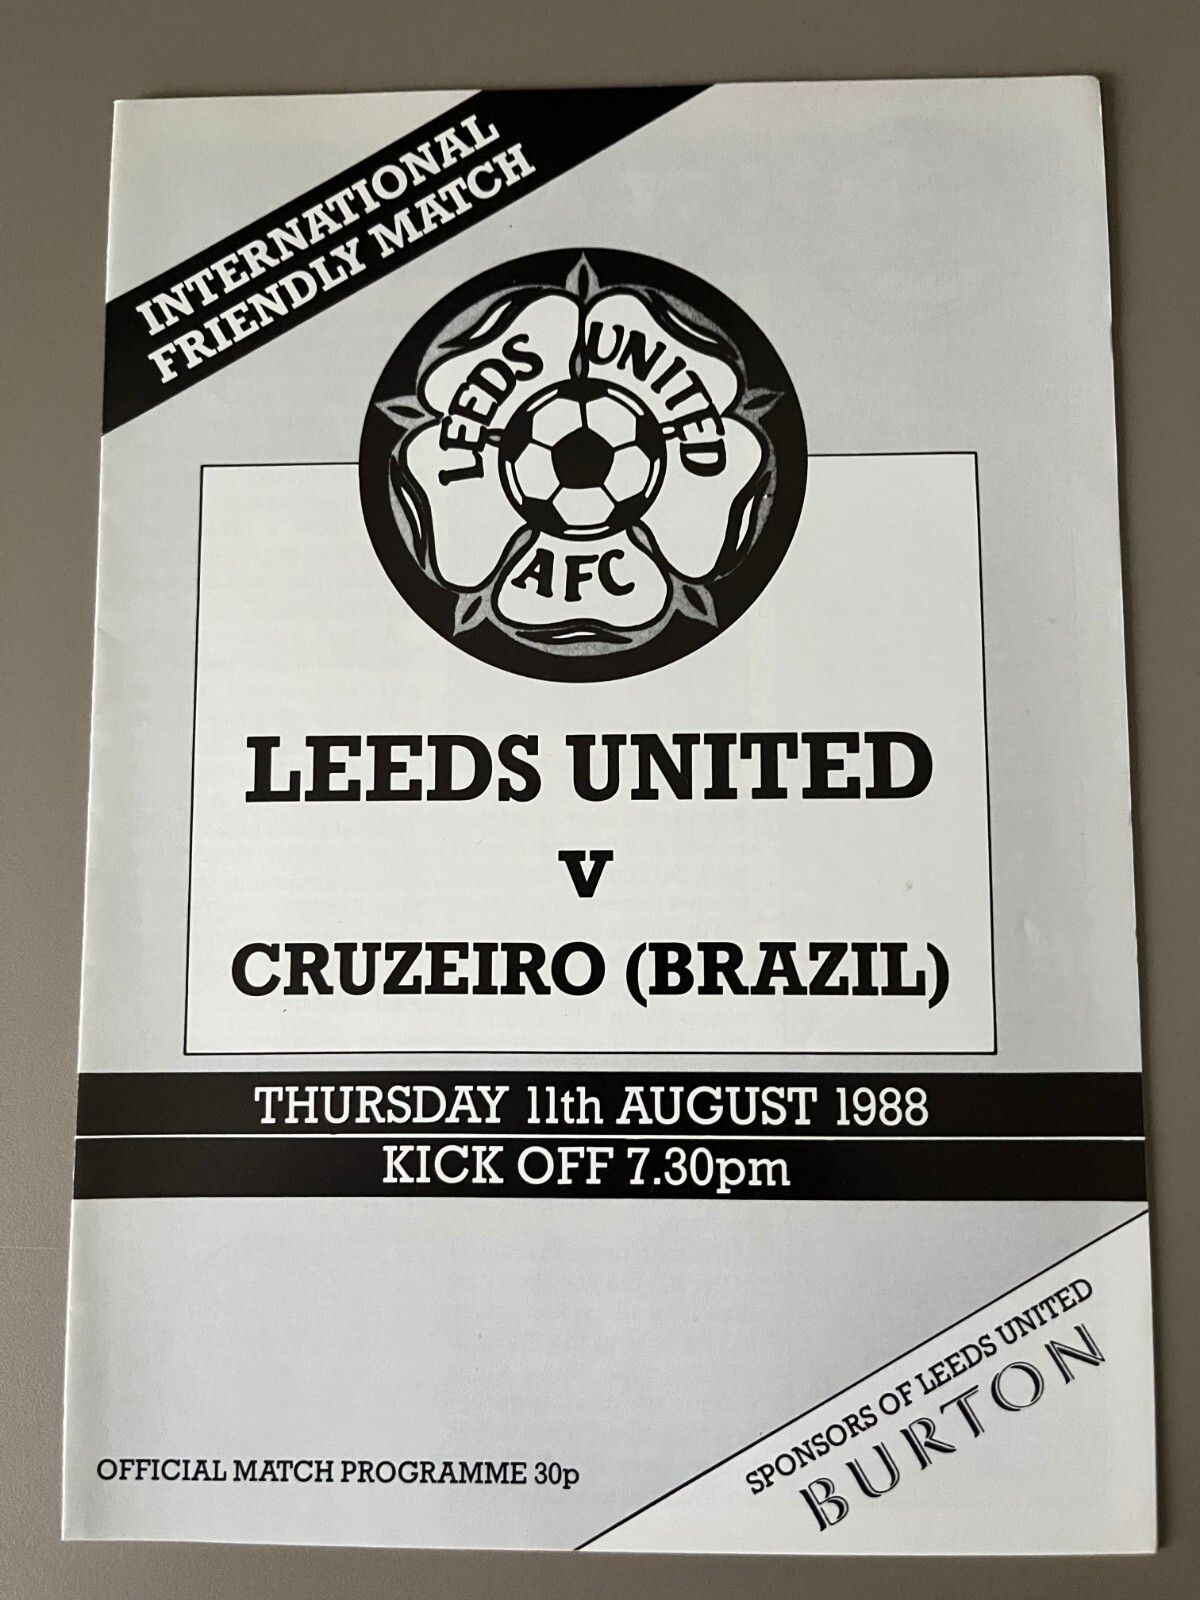 INTERNATIONAL
FRIENDLY MATCH
LEEDS UNITED
AFC
LEEDS UNITED
v
CRUZEIRO (BRAZIL)
THURSDAY 11th AUGUST 1988
KICK OFF 7.30pm
SPONSORS OF LEEDS UNITED
BURTON
OFFICIAL MATCH PROGRAMME 30p